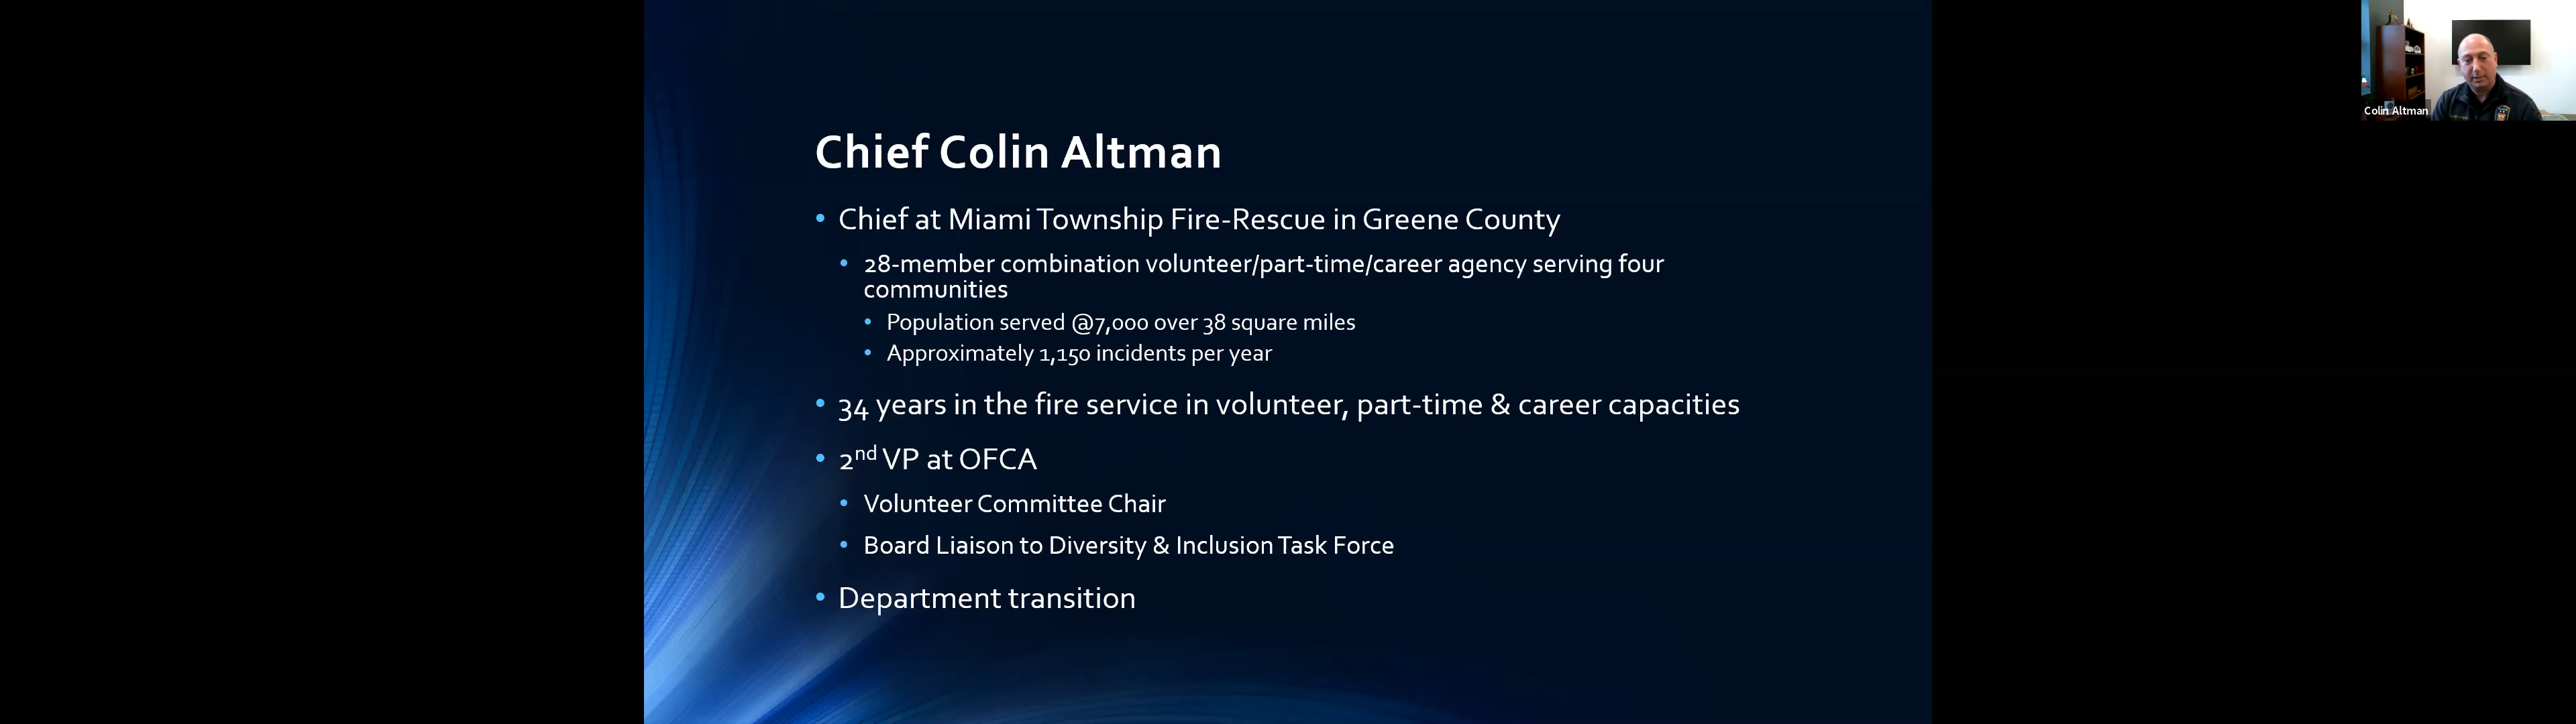 Chief Colin Altman
• Chief at Miami Township Fire-Rescue in Greene County
• 28-member combination volunteer/part-time/career agency serving four
communities
• Population served @7,000 over 38 square miles
• Approximately 1,150 incidents per year
• 34 years in the fire service in volunteer, part-time & career capacities
• 2nd VP at OFCA
• Volunteer Committee Chair
• Board Liaison to Diversity & Inclusion Task Force
• Department transition
Colin Altman